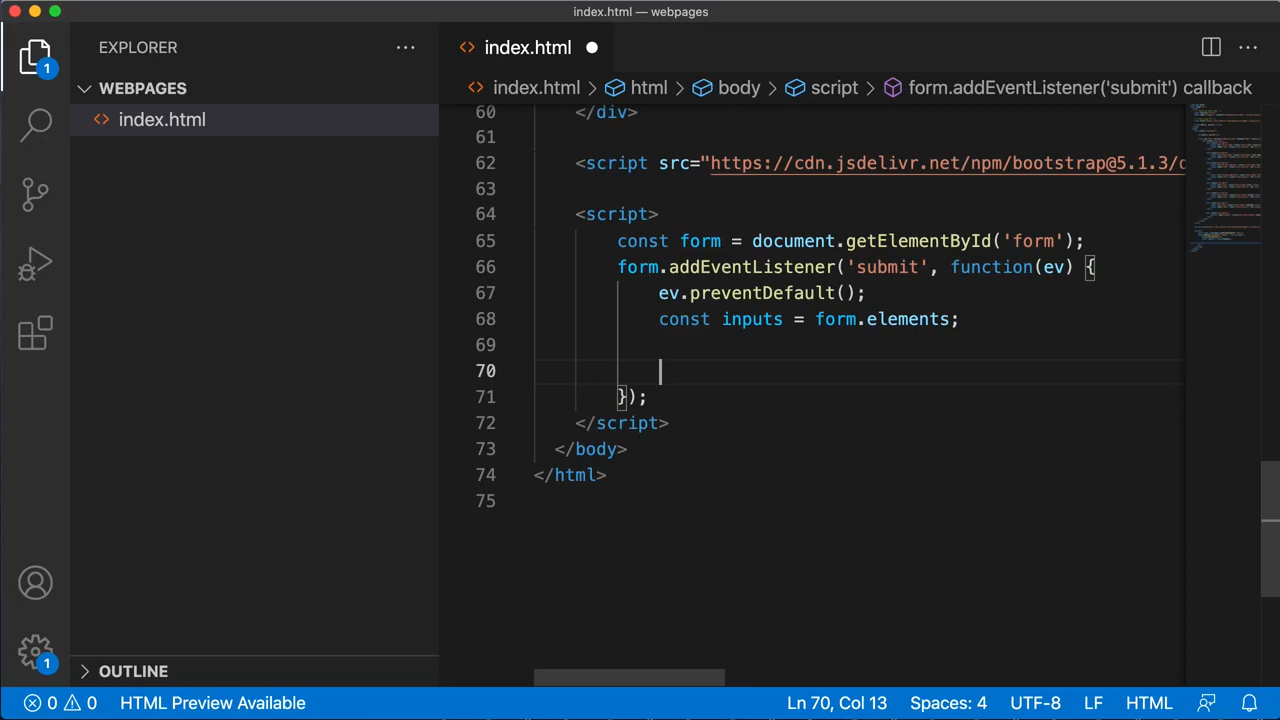 index.html — webpages
EXPLORER
WEBPAGES
index.html
OUTLINE
1
1
index.html
index.html > html > body > script > form.addEventListener('submit') callback
60 </div>
61
62 <script src="https://cdn.jsdelivr.net/npm/bootstrap@5.1.3/d
63
64 <script>
65 const form = document.getElementById('form');
66 form.addEventListener('submit', function(ev) {
67 ev.preventDefault();
68 const inputs = form.elements;
69
70
71 });
72 </script>
73 </body>
74 </html>
75
0 0 HTML Preview Available Ln 70, Col 13 Spaces: 4 UTF-8 LF HTML